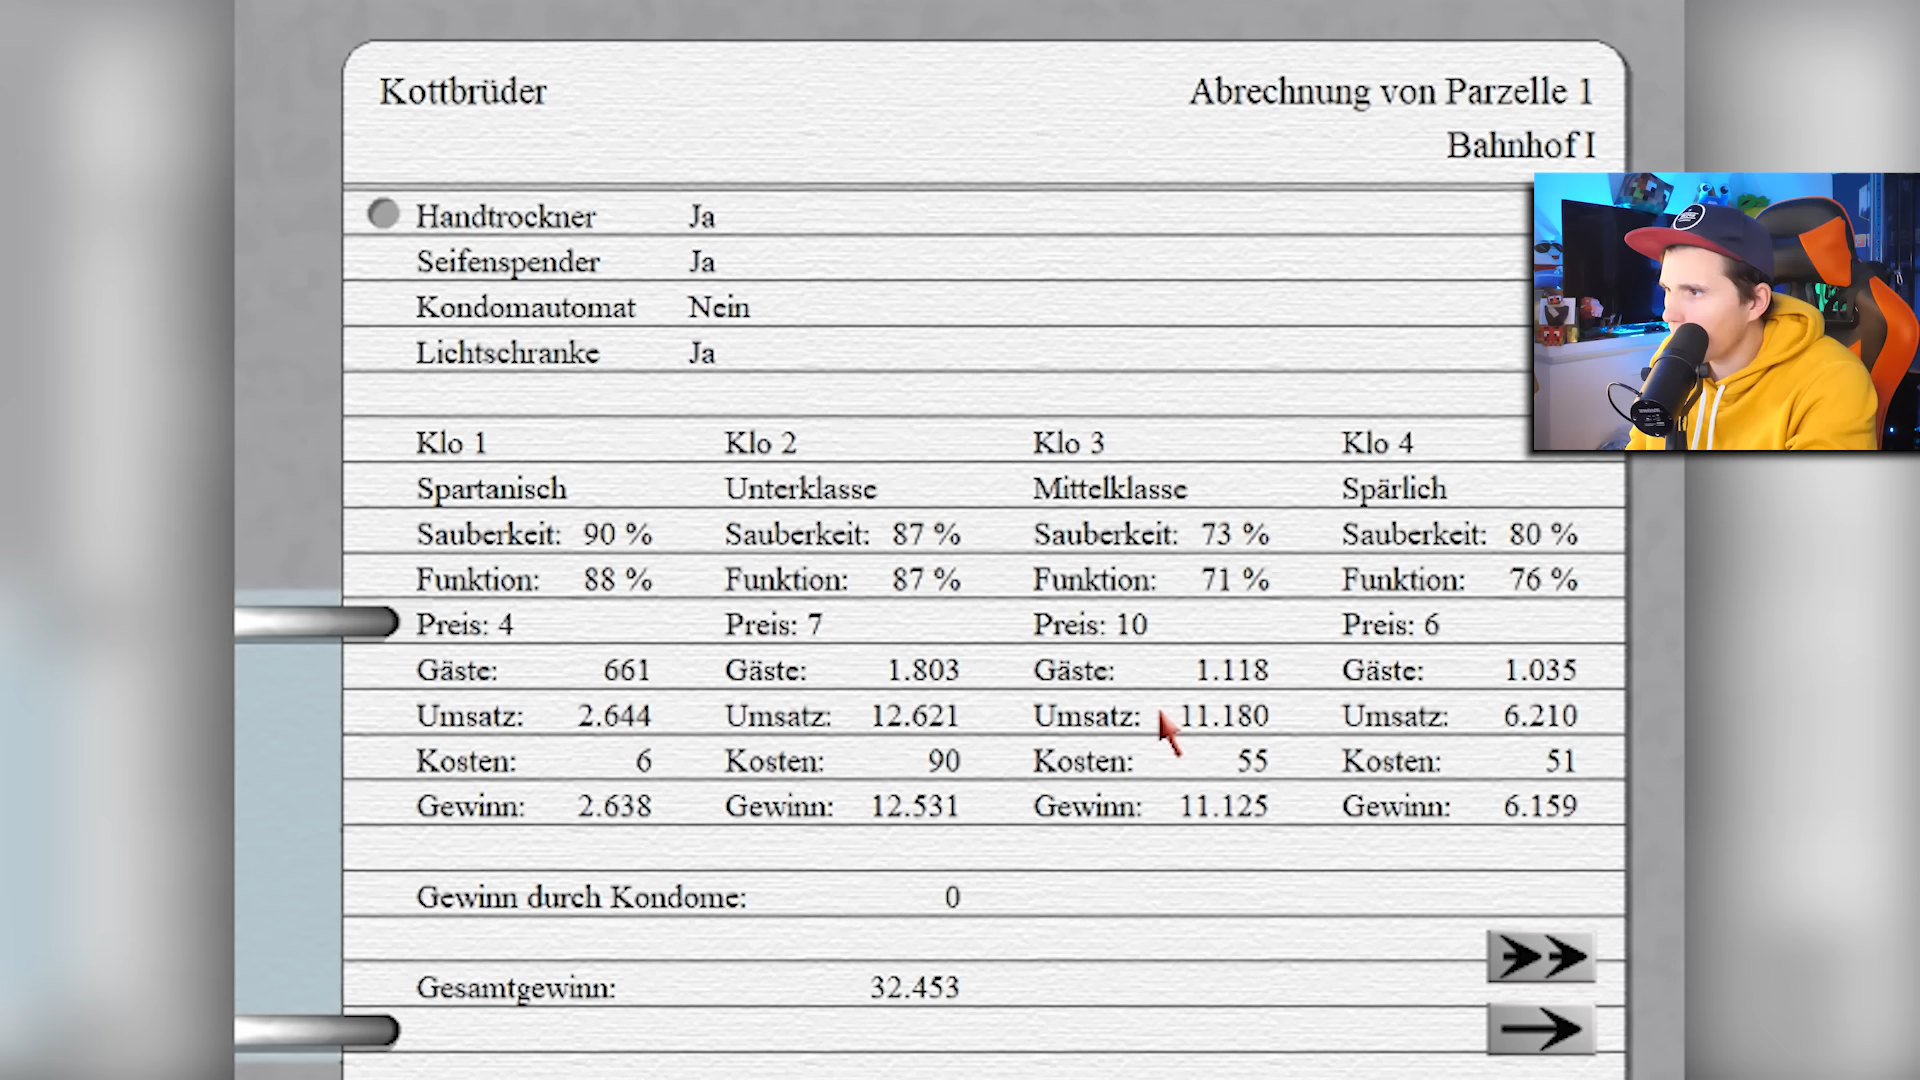 Kottbrüder Abrechnung von Parzelle 1
Bahnhof I
Handtrockner Ja
Seifenspender Ja
Kondomautomat Nein
Lichtschranke Ja
Klo 1 Klo 2 Klo 3 Klo 4
Spartanisch Unterklasse Mittelklasse Spärlich
Sauberkeit: 90 % Sauberkeit: 87 % Sauberkeit: 73 % Sauberkeit: 80 %
Funktion: 88 % Funktion: 87 % Funktion: 71 % Funktion: 76 %
Preis: 4 Preis: 7 Preis: 10 Preis: 6
Gäste: 661 Gäste: 1.803 Gäste: 1.118 Gäste: 1.035
Umsatz: 2.644 Umsatz: 12.621 Umsatz: 11.180 Umsatz: 6.210
Kosten: 6 Kosten: 90 Kosten: 55 Kosten: 51
Gewinn: 2.638 Gewinn: 12.531 Gewinn: 11.125 Gewinn: 6.159
Gewinn durch Kondome: 0
Gesamtgewinn: 32.453